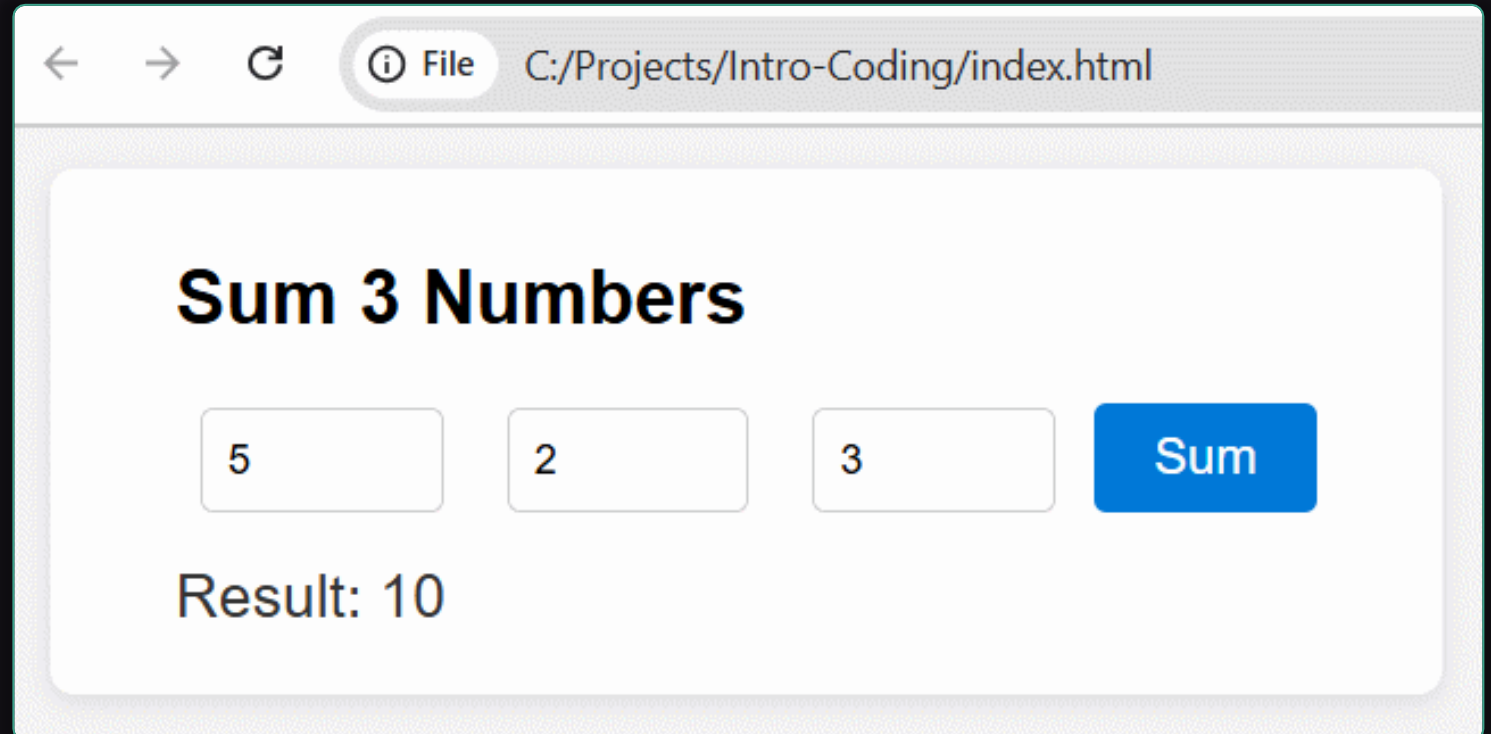 File C:/Projects/Intro-Coding/index.html
Sum 3 Numbers
5 2 3 Sum
Result: 10